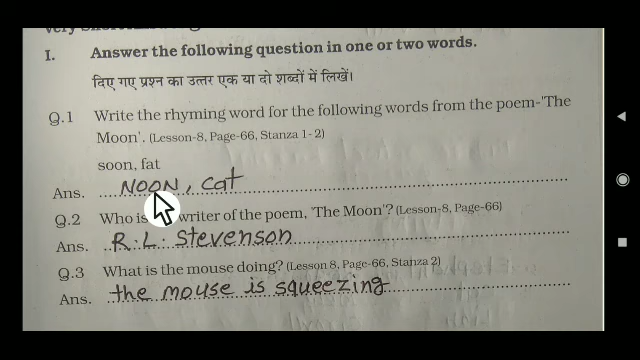 I. Answer the following question in one or two words.
दिए गए प्रश्न का उत्तर एक या दो शब्दों में लिखें।
Q.1 Write the rhyming word for the following words from the poem-'The
Moon'. (Lesson-8, Page-66, Stanza 1-2)
soon, fat
Ans. NOON, cat
Q.2 Who is writer of the poem, 'The Moon'? (Lesson-8, Page-66)
Ans. R.L. Stevenson
Q.3 What is the mouse doing? (Lesson 8, Page-66, Stanza 2)
Ans. the mouse is squeezing